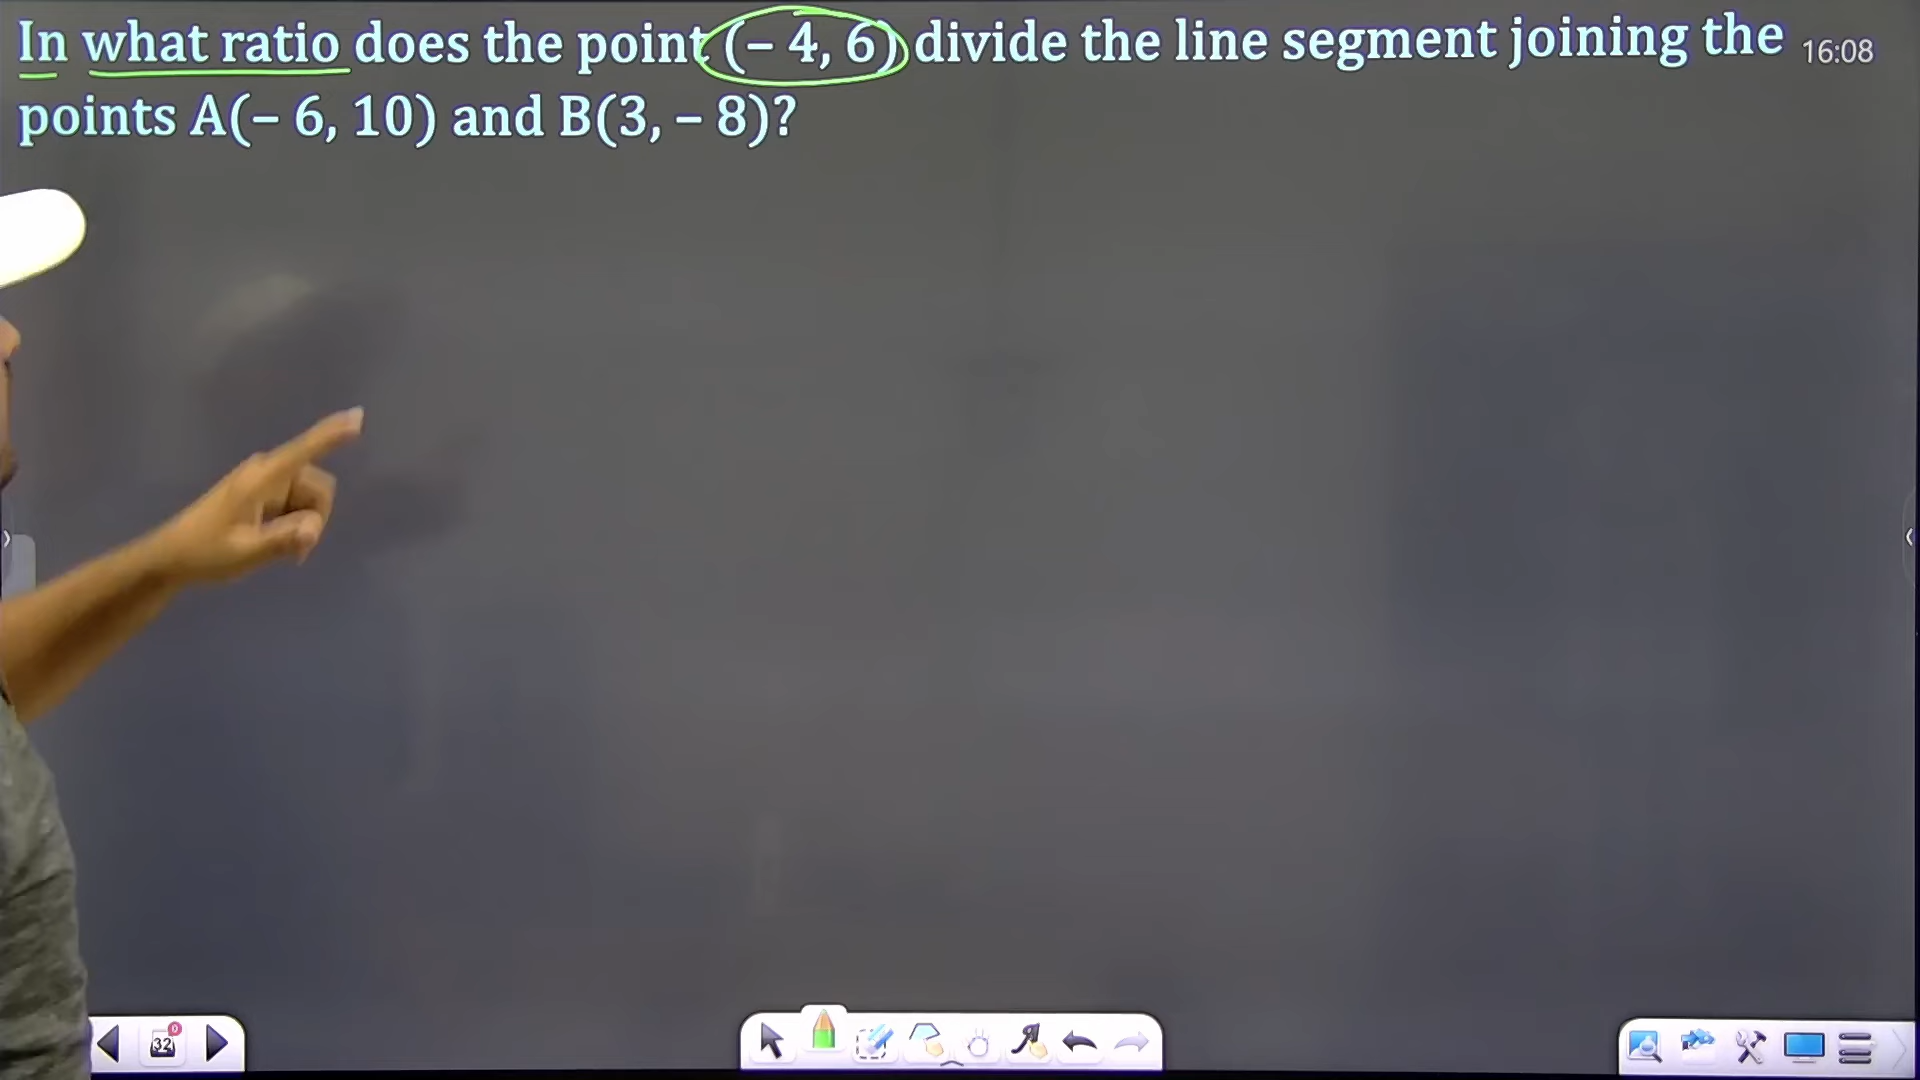 In what ratio does the point (– 4, 6) divide the line segment joining the
points A(– 6, 10) and B(3, – 8)?
16:08
32
0